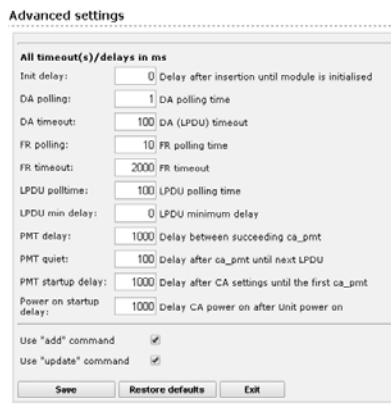 Advanced settings
All timeout(s)/delays in ms
Init delay: 0 Delay after insertion until module is initialised
DA polling: 1 DA polling time
DA timeout: 100 DA (LPDU) timeout
FR polling: 10 FR polling time
FR timeout: 2000 FR timeout
LPDU polltime: 100 LPDU polling time
LPDU min delay: 0 LPDU minimum delay
PMT delay: 1000 Delay between succeeding ca_pmt
PMT quiet: 100 Delay after ca_pmt until next LPDU
PMT startup delay: 1000 Delay after CA settings until the first ca_pmt
Power on startup
delay: 1000 Delay CA power on after Unit power on
Use "add" command
Use "update" command
Save Restore defaults Exit